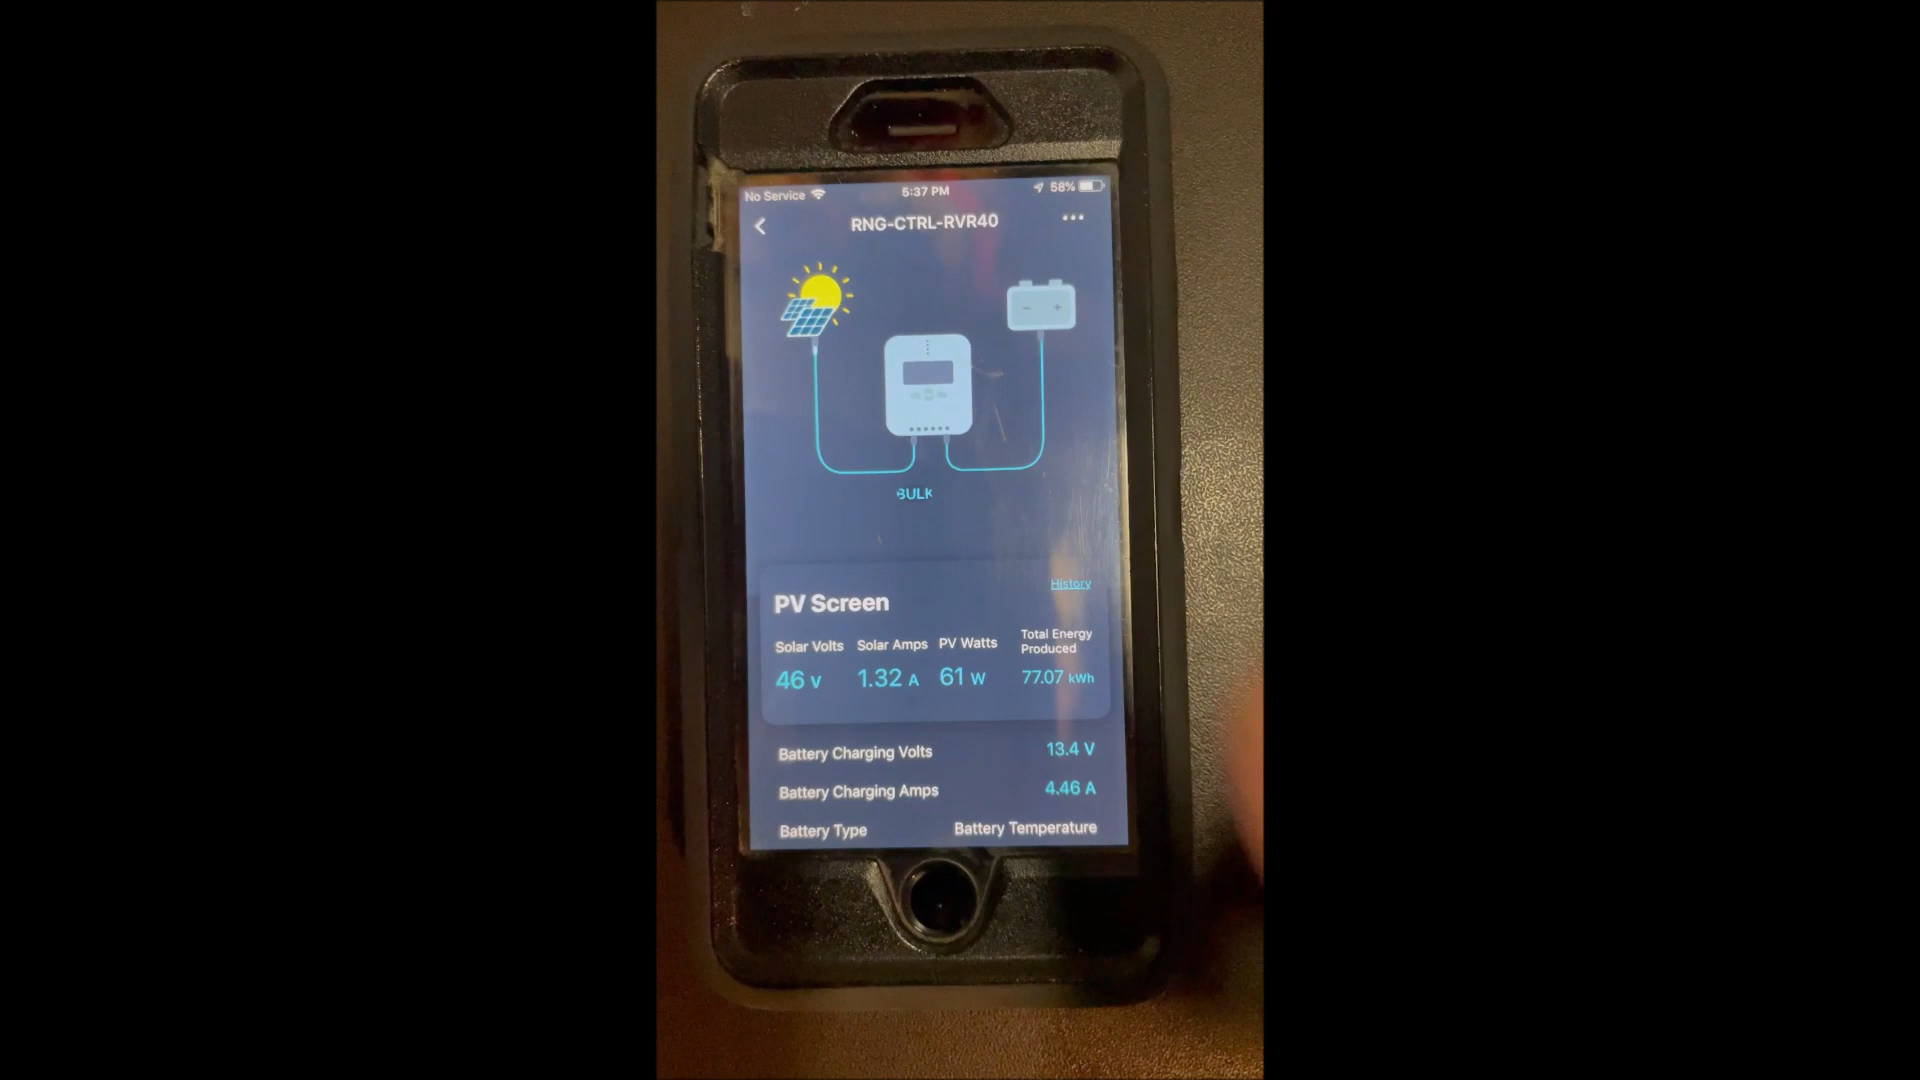 No Service 5:37 PM 58%
RNG-CTRL-RVR40
BULK
History
PV Screen
Solar Volts Solar Amps PV Watts Total Energy Produced
46 V 1.32 A 61 W 77.07 kWh
Battery Charging Volts 13.4 V
Battery Charging Amps 4.46 A
Battery Type Battery Temperature